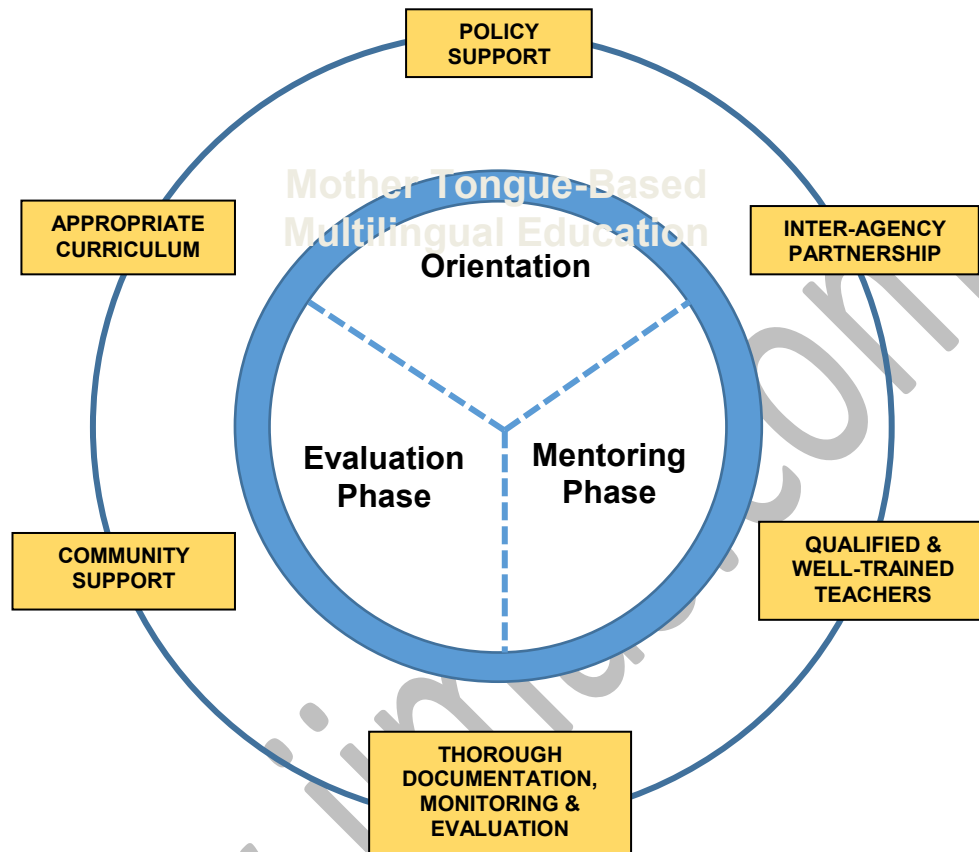 POLICY
SUPPORT
Mother Tongue-Based
Multilingual Education
APPROPRIATE
CURRICULUM
INTER-AGENCY
PARTNERSHIP
Orientation
Evaluation
Phase
Mentoring
Phase
COMMUNITY
SUPPORT
QUALIFIED &
WELL-TRAINED
TEACHERS
THOROUGH
DOCUMENTATION,
MONITORING &
EVALUATION